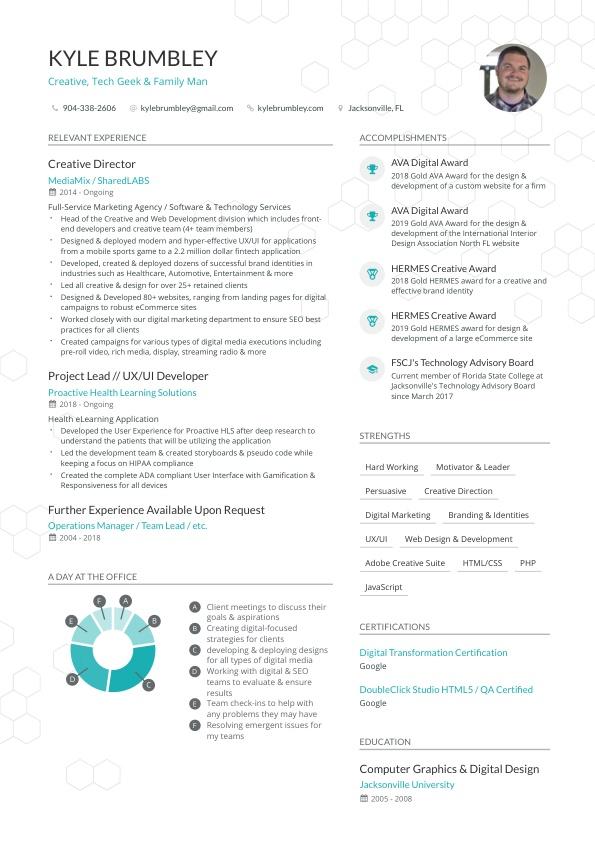 KYLE BRUMBLEY
Creative, Tech Geek & Family Man
904-338-2606 kylebrumbley@gmail.com kylebrumbley.com Jacksonville, FL
RELEVANT EXPERIENCE
Creative Director
MediaMix / SharedLABS
2014 - Ongoing
Full-Service Marketing Agency / Software & Technology Services
• Head of the Creative and Web Development division which includes front-
end developers and creative team (4+ team members)
• Designed & deployed modern and hyper-effective UX/UI for applications
from a mobile sports game to a 2.2 million dollar fintech application
• Developed, created & deployed dozens of successful brand identities in
industries such as Healthcare, Automotive, Entertainment & more
• Led all creative & design for over 25+ retained clients
• Designed & Developed 80+ websites, ranging from landing pages for digital
campaigns to robust eCommerce sites
• Worked closely with our digital marketing department to ensure SEO best
practices for all clients
• Created campaigns for various types of digital media executions including
pre-roll video, rich media, display, streaming radio & more
Project Lead // UX/UI Developer
Proactive Health Learning Solutions
2018 - Ongoing
Health eLearning Application
• Developed the User Experience for Proactive HLS after deep research to
understand the patients that will be utilizing the application
• Led the development team & created storyboards & pseudo code while
keeping a focus on HIPAA compliance
• Created the complete ADA compliant User Interface with Gamification &
Responsiveness for all devices
Further Experience Available Upon Request
Operations Manager / Team Lead / etc.
2004 - 2018
A DAY AT THE OFFICE
F A
E B
D C
A Client meetings to discuss their
goals & aspirations
B Creating digital-focused
strategies for clients
C developing & deploying designs
for all types of digital media
D Working with digital & SEO
teams to evaluate & ensure
results
E Team check-ins to help with
any problems they may have
F Resolving emergent issues for
my teams
ACCOMPLISHMENTS
AVA Digital Award
2018 Gold AVA Award for the design &
development of a custom website for a firm
AVA Digital Award
2019 Gold AVA Award for the design &
development of the International Interior
Design Association North FL website
HERMES Creative Award
2018 Gold HERMES award for a creative and
effective brand identity
HERMES Creative Award
2019 Gold HERMES award for design &
development of a large eCommerce site
FSCJ's Technology Advisory Board
Current member of Florida State College at
Jacksonville's Technology Advisory Board
since March 2017
STRENGTHS
Hard Working Motivator & Leader
Persuasive Creative Direction
Digital Marketing Branding & Identities
UX/UI Web Design & Development
Adobe Creative Suite HTML/CSS PHP
JavaScript
CERTIFICATIONS
Digital Transformation Certification
Google
DoubleClick Studio HTML5 / QA Certified
Google
EDUCATION
Computer Graphics & Digital Design
Jacksonville University
2005 - 2008